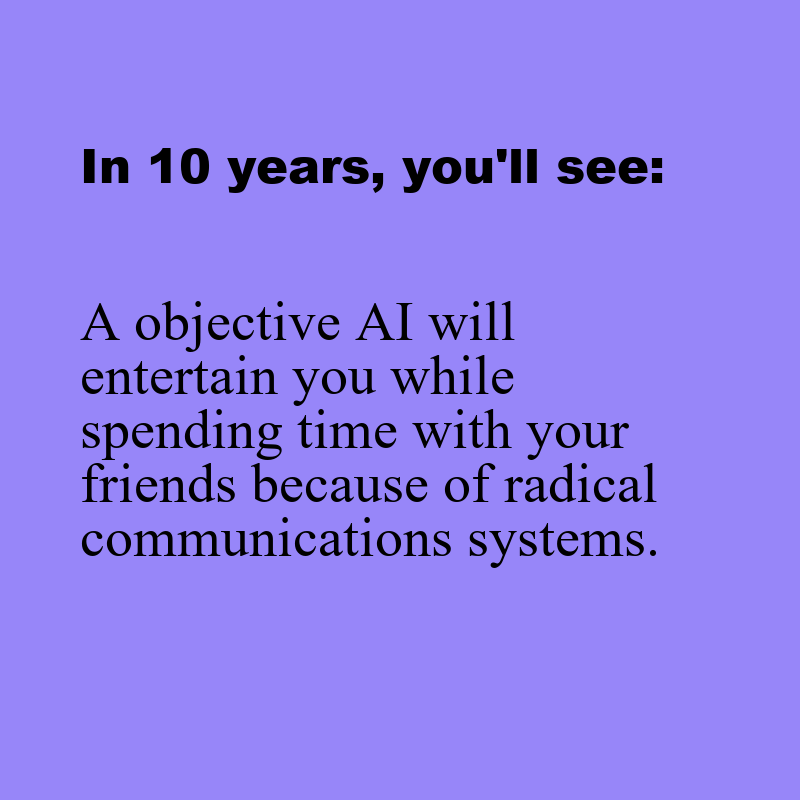 In 10 years, you'll see:
A objective AI will
entertain you while
spending time with your
friends because of radical
communications systems.